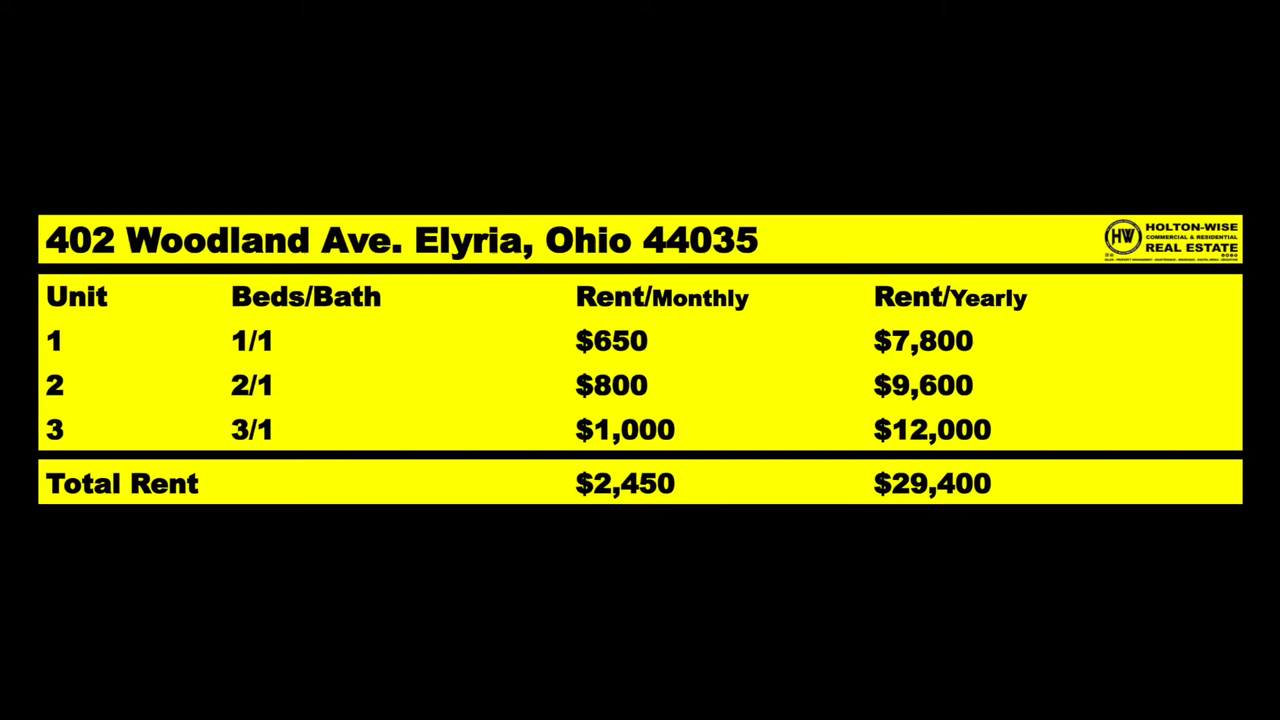 402 Woodland Ave. Elyria, Ohio 44035
HW
HOLTON-WISE
COMMERCIAL & RESIDENTIAL
REAL ESTATE
Unit Beds/Bath Rent/Monthly Rent/Yearly
1 1/1 $650 $7,800
2 2/1 $800 $9,600
3 3/1 $1,000 $12,000
Total Rent $2,450 $29,400